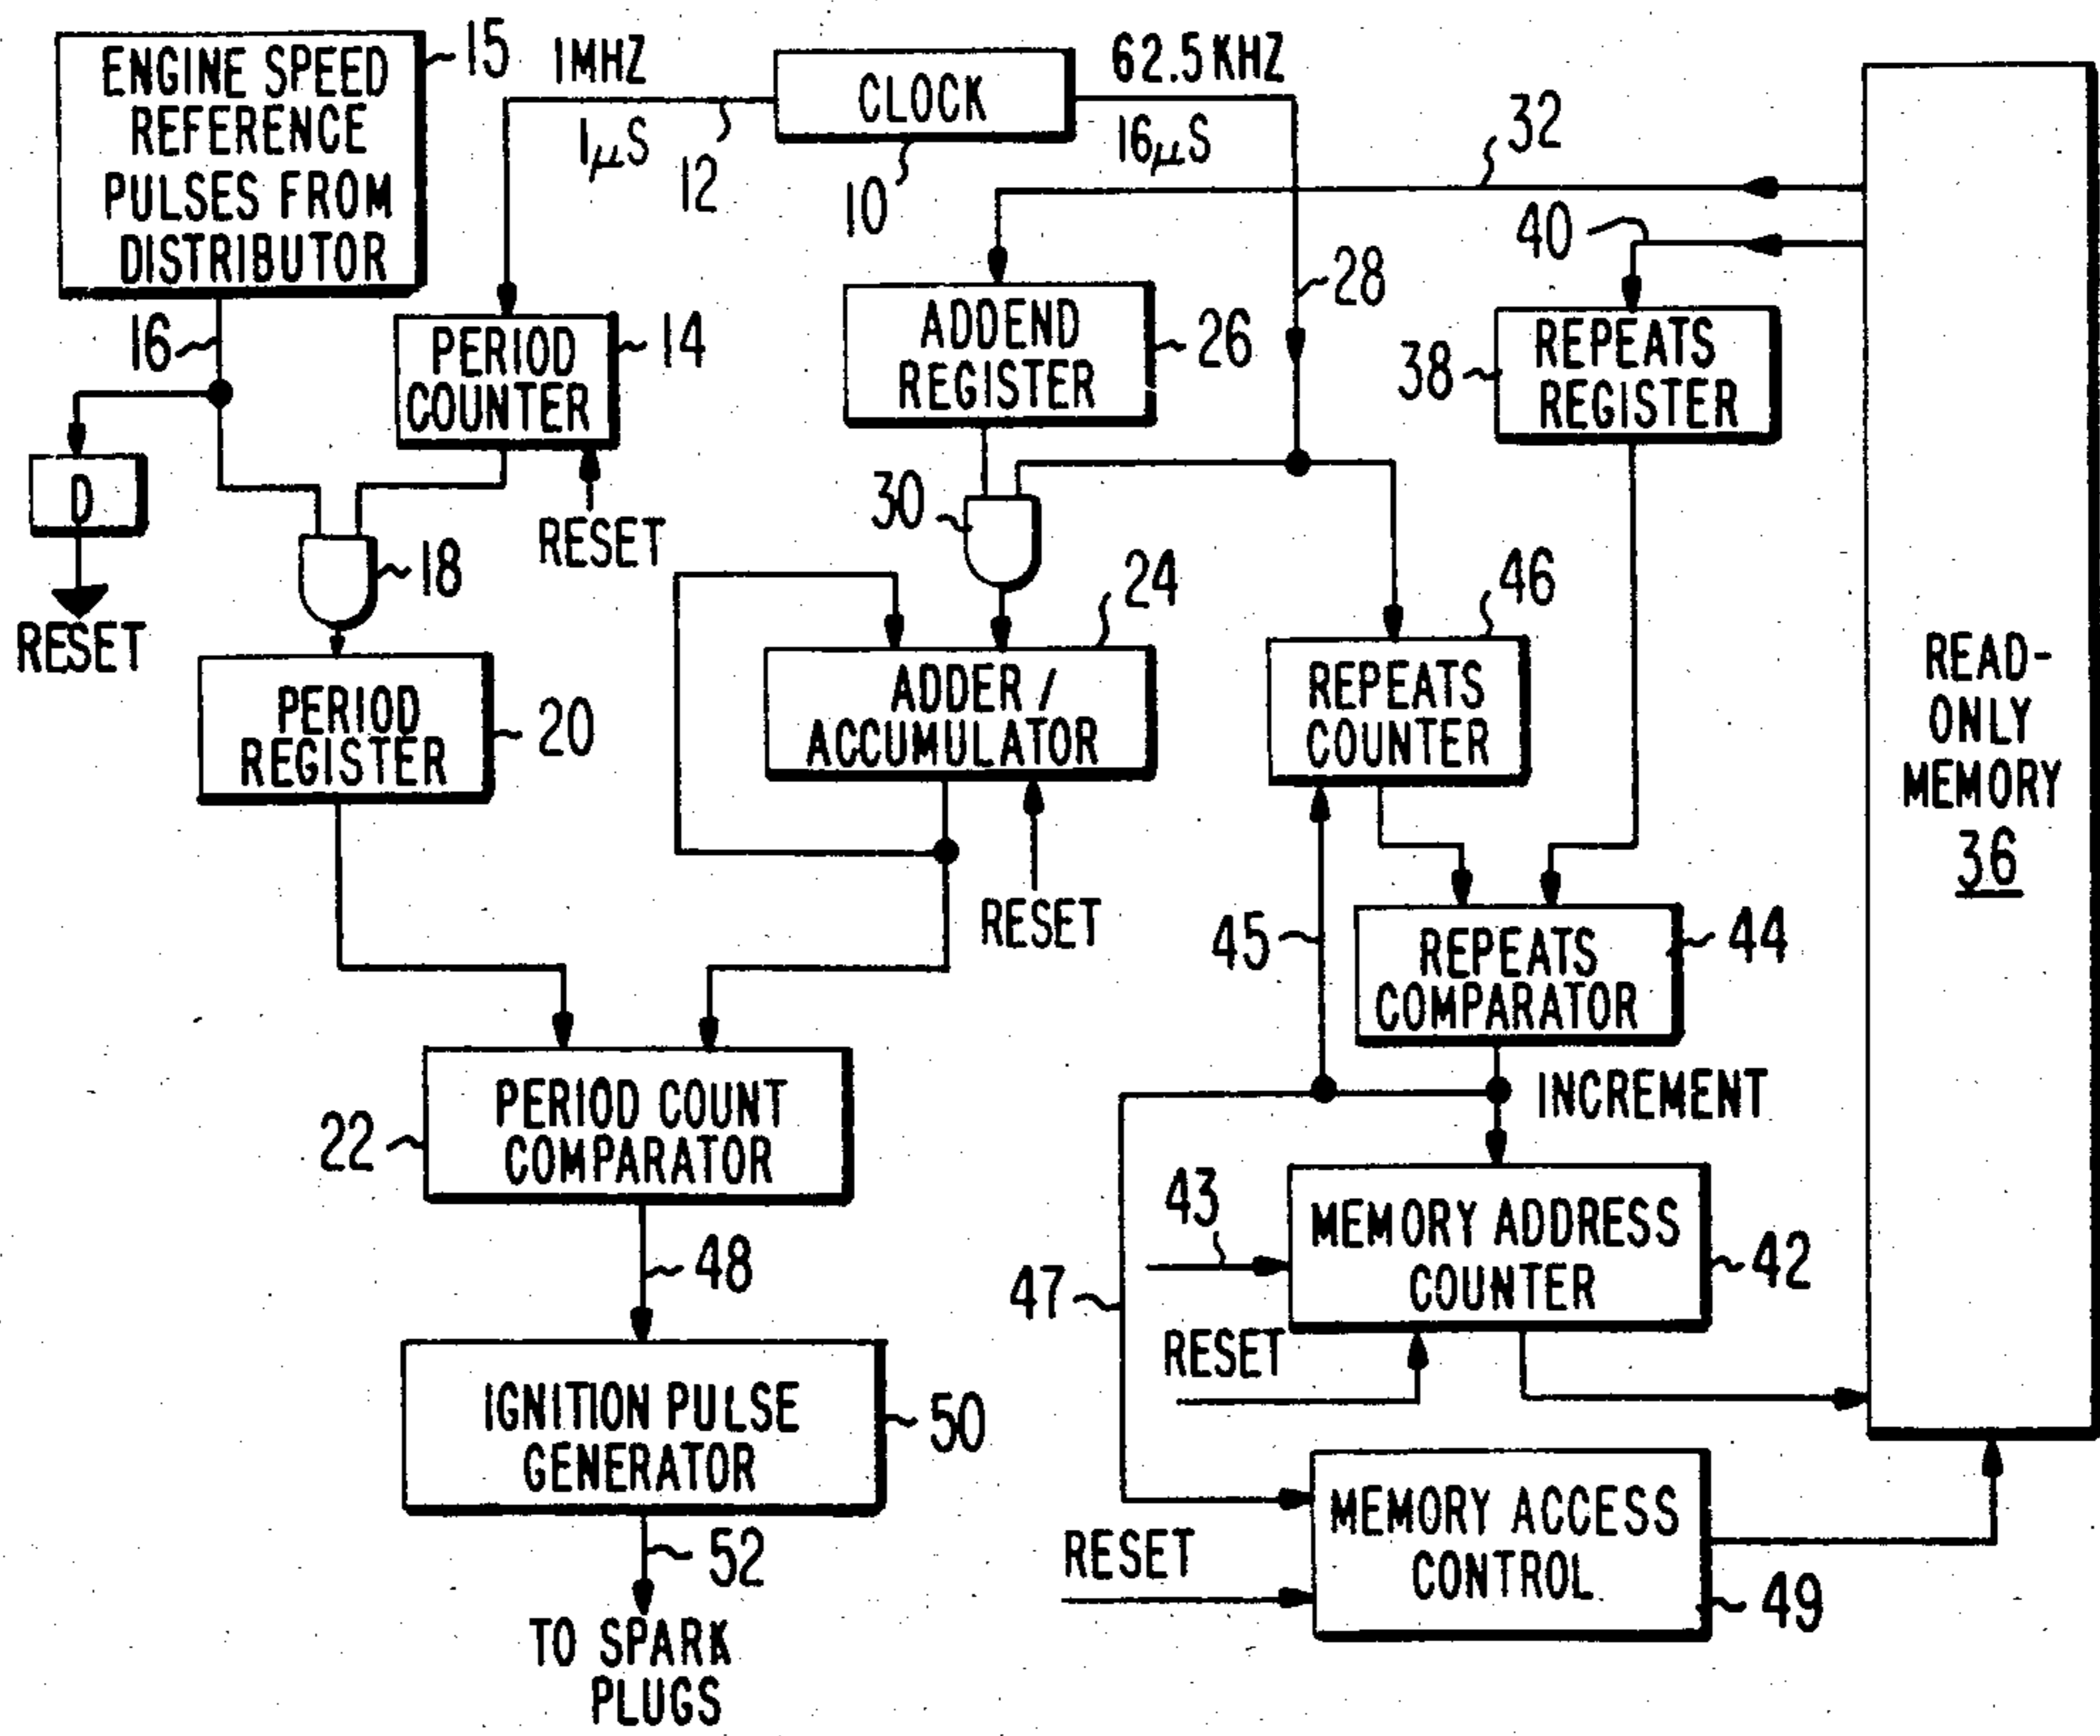 ENGINE SPEED
REFERENCE
PULSES FROM
DISTRIBUTOR
15
1MHZ
1μS
12
CLOCK
10
62.5 KHZ
16μS
32
40
28
16
PERIOD
COUNTER
14
RESET
ADDEND
REGISTER
26
38
REPEATS
REGISTER
D
RESET
18
30
24
46
PERIOD
REGISTER
20
ADDER /
ACCUMULATOR
RESET
REPEATS
COUNTER
READ-
ONLY
MEMORY
36
45
REPEATS
COMPARATOR
44
INCREMENT
22
PERIOD COUNT
COMPARATOR
48
43
MEMORY ADDRESS
COUNTER
42
47
RESET
IGNITION PULSE
GENERATOR
50
52
TO SPARK
PLUGS
RESET
MEMORY ACCESS
CONTROL
49